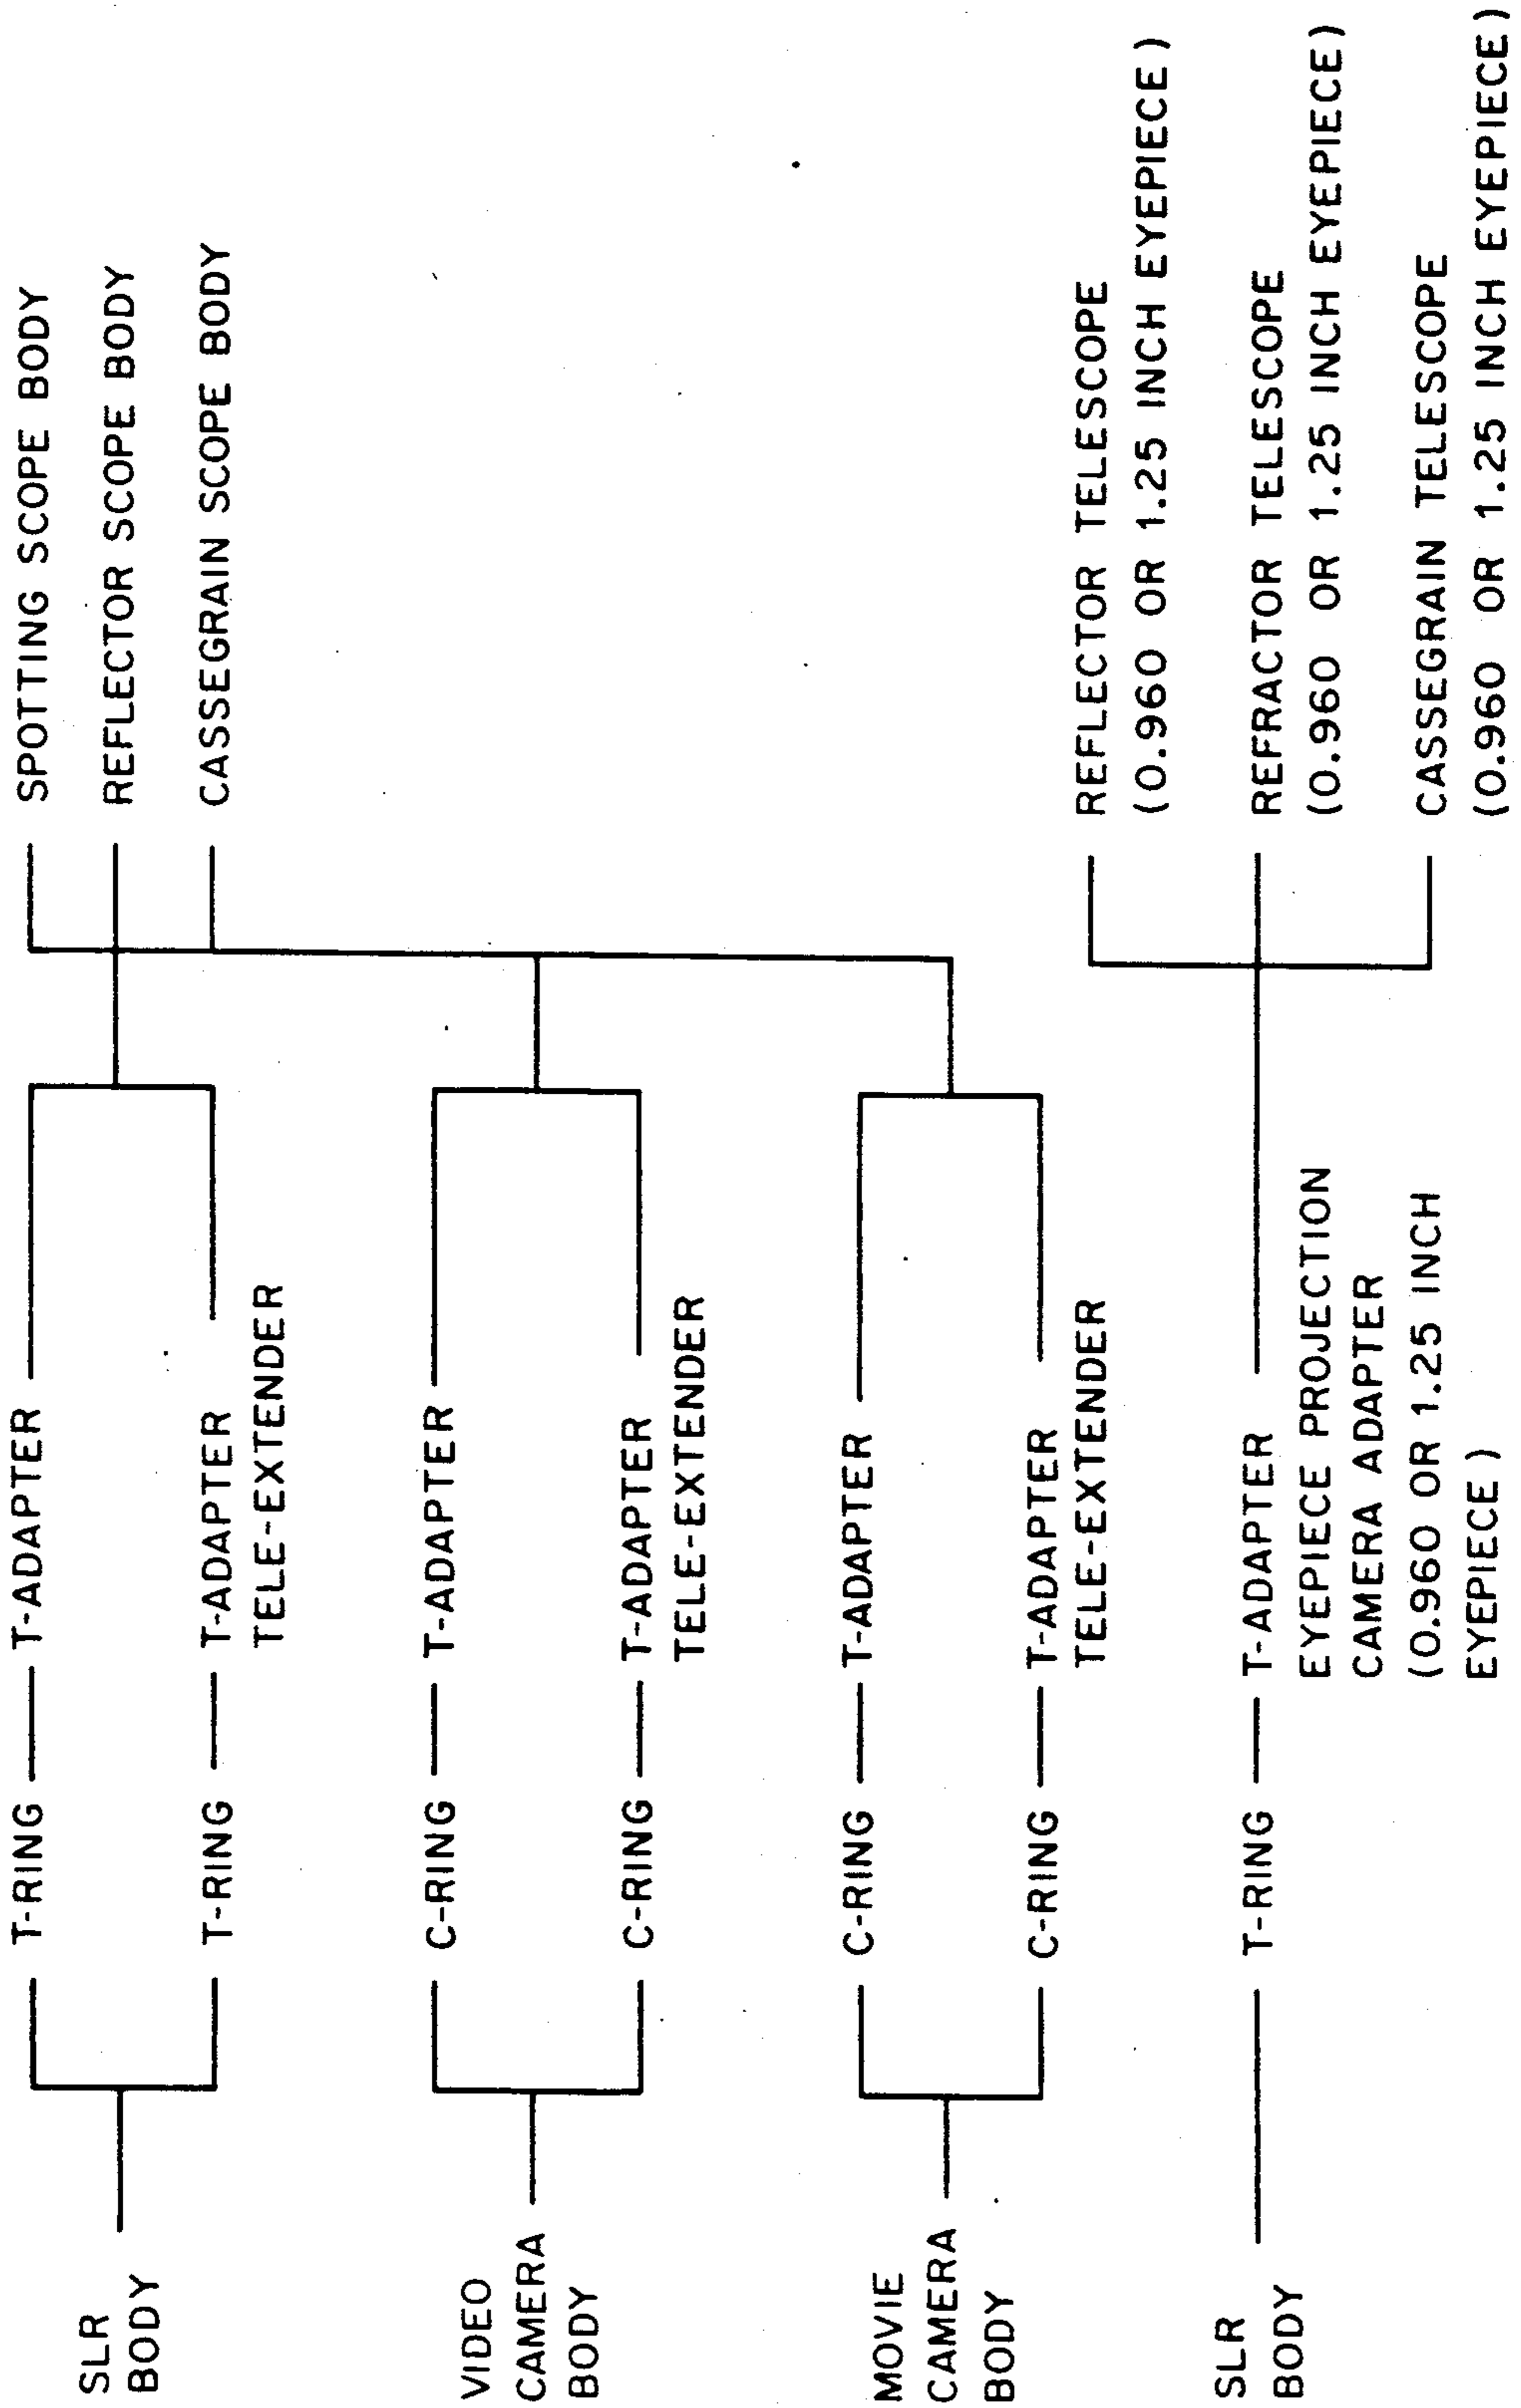 SLR
BODY
T-RING
T-ADAPTER
T-RING
T-ADAPTER
TELE-EXTENDER
SPOTTING SCOPE BODY
REFLECTOR SCOPE BODY
CASSEGRAIN SCOPE BODY
VIDEO
CAMERA
BODY
C-RING
T-ADAPTER
C-RING
T-ADAPTER
TELE-EXTENDER
MOVIE
CAMERA
BODY
C-RING
T-ADAPTER
C-RING
T-ADAPTER
TELE-EXTENDER
SLR
BODY
T-RING
T-ADAPTER
EYEPIECE PROJECTION
CAMERA ADAPTER
(0.960 OR 1.25 INCH
EYEPIECE)
REFLECTOR TELESCOPE
(0.960 OR 1.25 INCH EYEPIECE)
REFRACTOR TELESCOPE
(0.960 OR 1.25 INCH EYEPIECE)
CASSEGRAIN TELESCOPE
(0.960 OR 1.25 INCH EYEPIECE)